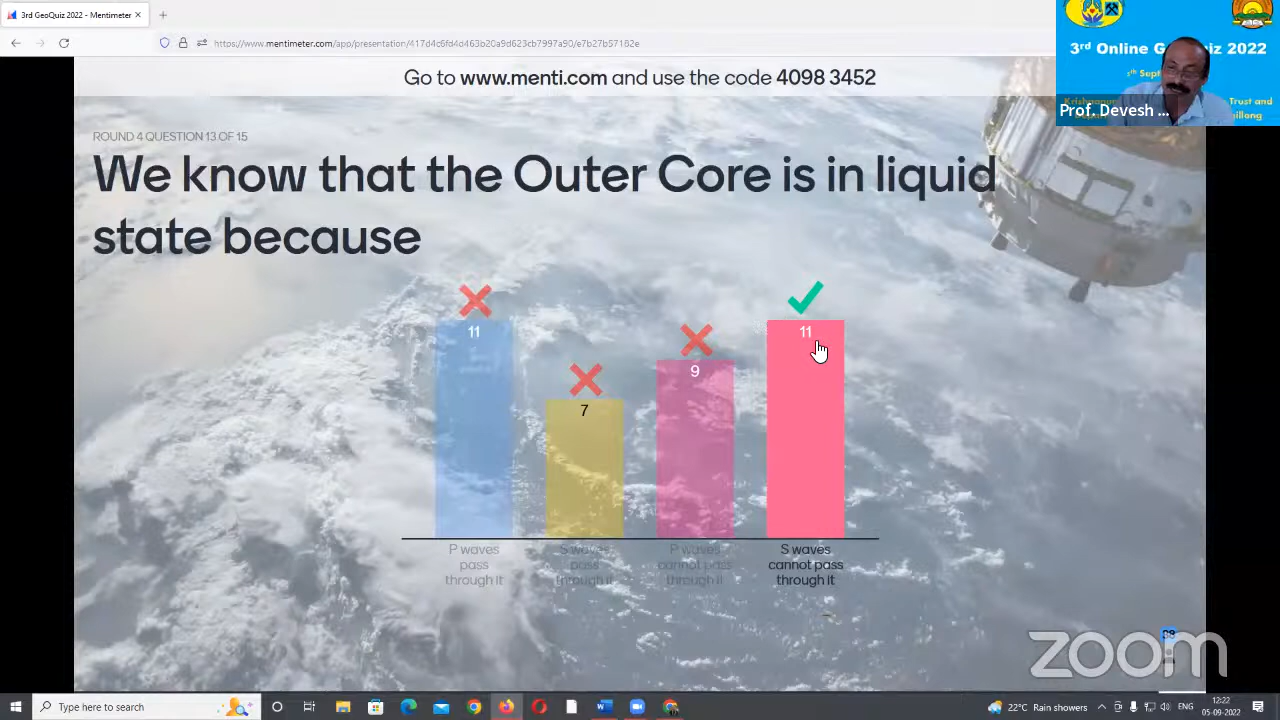 3rd GeoQuiz 2022 - Mentimeter
https://www.mentimeter.com/app/presentation/417d4c6fd4d463b20a9d623cb7997a90/e7b27b57182e
Go to www.menti.com and use the code 4098 3452
3rd Online G 2022
Sept
Trust and
Prof. Devesh ...
ROUND 4 QUESTION 13 OF 15
We know that the Outer Core is in liquid
state because
11
7
9
11
P waves
pass
through it
S waves
pass
through it
P waves
cannot pass
through it
S waves
cannot pass
through it
zoom
Type here to search
22°C Rain showers
ENG
12:22
05-09-2022